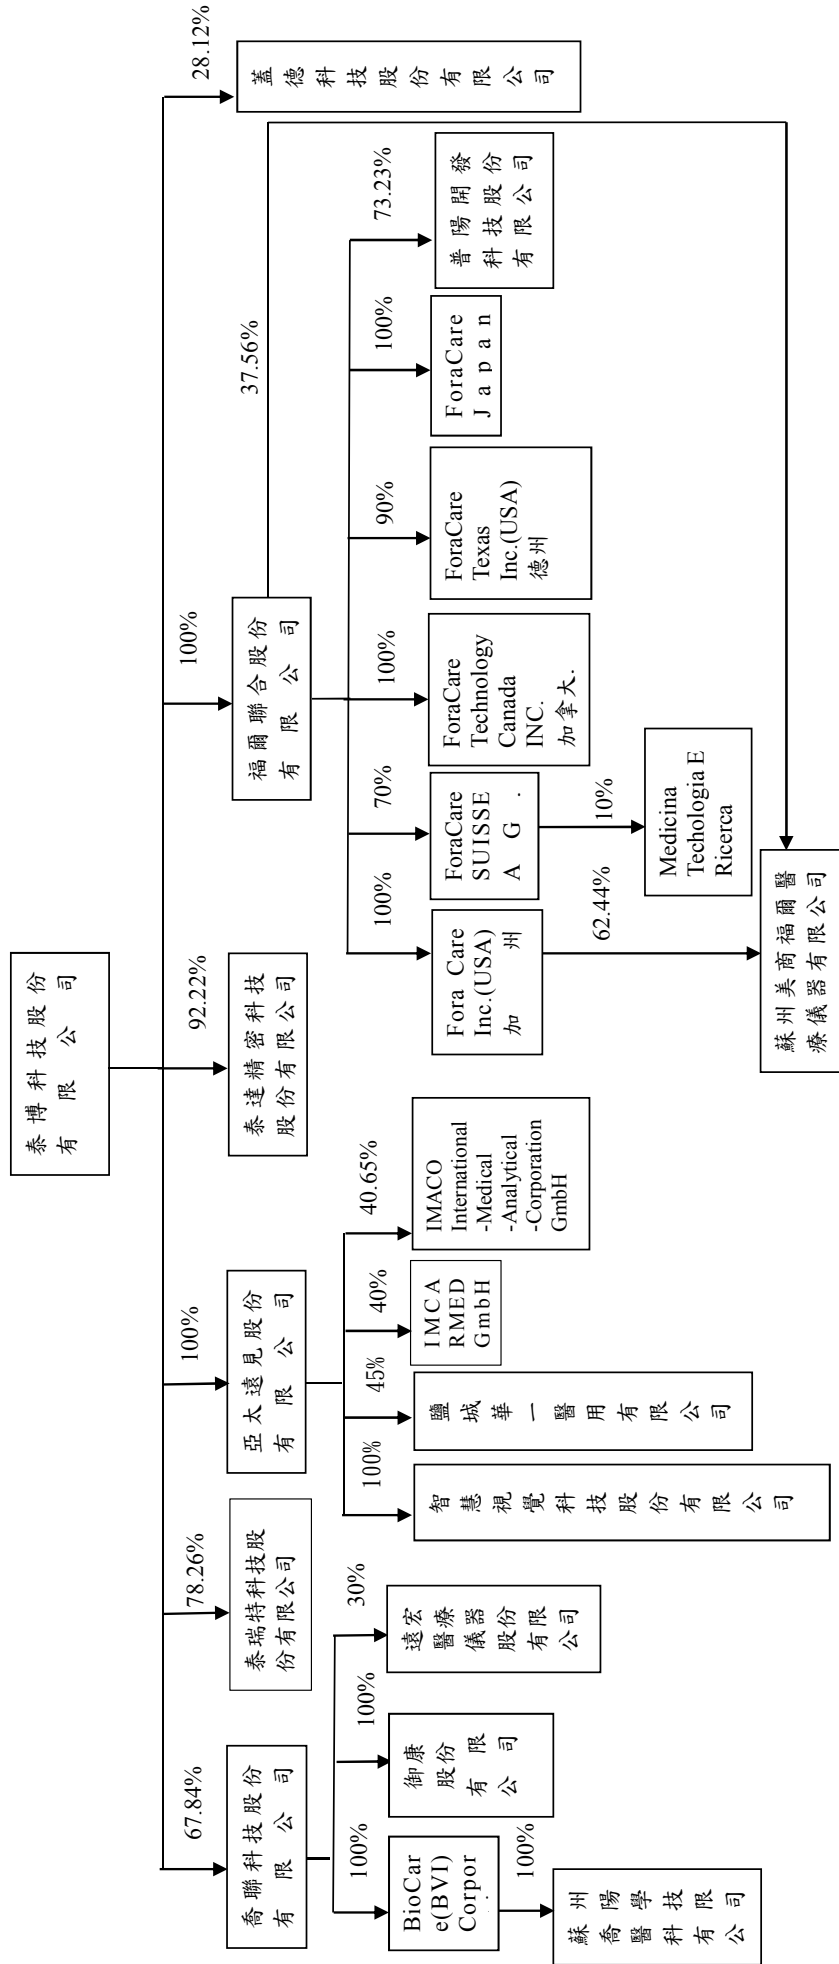 泰博科技股份
有限公司
67.84%
78.26%
100%
92.22%
100%
28.12%
喬聯科技股份
有限公司
泰瑞特科技股
份有限公司
亞太遠見股份
有限公司
泰達精密科技
股份有限公司
福爾聯合股份
有限公司
蓋德科技股份有限公司
37.56%
100%
100%
30%
100%
45%
40%
40.65%
100%
70%
100%
90%
100%
73.23%
BioCar
e(BVI)
Corpor
御康
股份
有限
公司
遠宏
醫療
儀器
股份
有限
公司
智慧視覺科技股份有限公司
鹽城華一醫用有限公司
IMCA
RMED
GmbH
IMACO
International
-Medical
-Analytical
-Corporation
GmbH
Fora Care
Inc.(USA)
加州
ForaCare
SUISSE
AG.
ForaCare
Technology
Canada
INC.
加拿大.
ForaCare
Texas
Inc.(USA)
德州
ForaCare
Japan
普陽開發
科技股份
有限公司
100%
62.44%
10%
蘇州
喬陽
醫學
科技
有限
公司
Medicina
Techologia E
Ricerca
蘇州美商福爾醫
療儀器有限公司